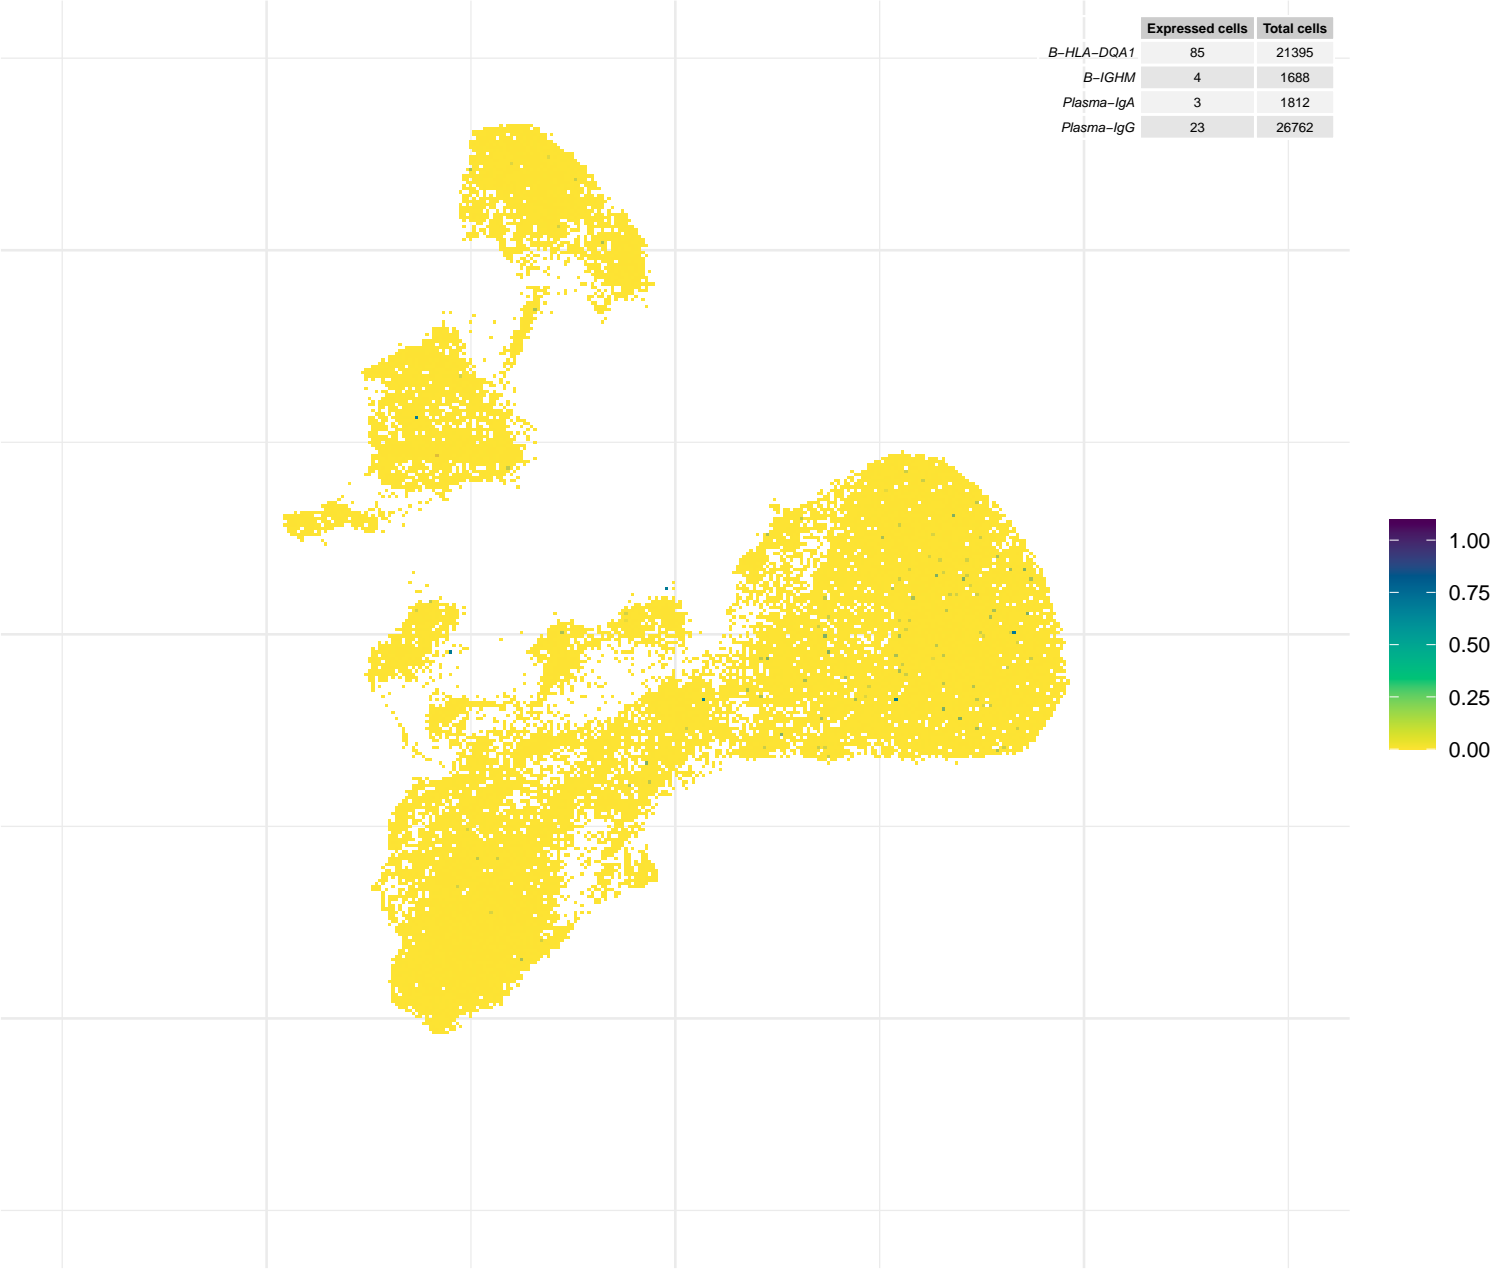 Expressed cells Total cells
B−HLA−DQA1 85 21395
B−IGHM 4 1688
Plasma−IgA 3 1812
Plasma−IgG 23 26762
1.00
0.75
0.50
0.25
0.00